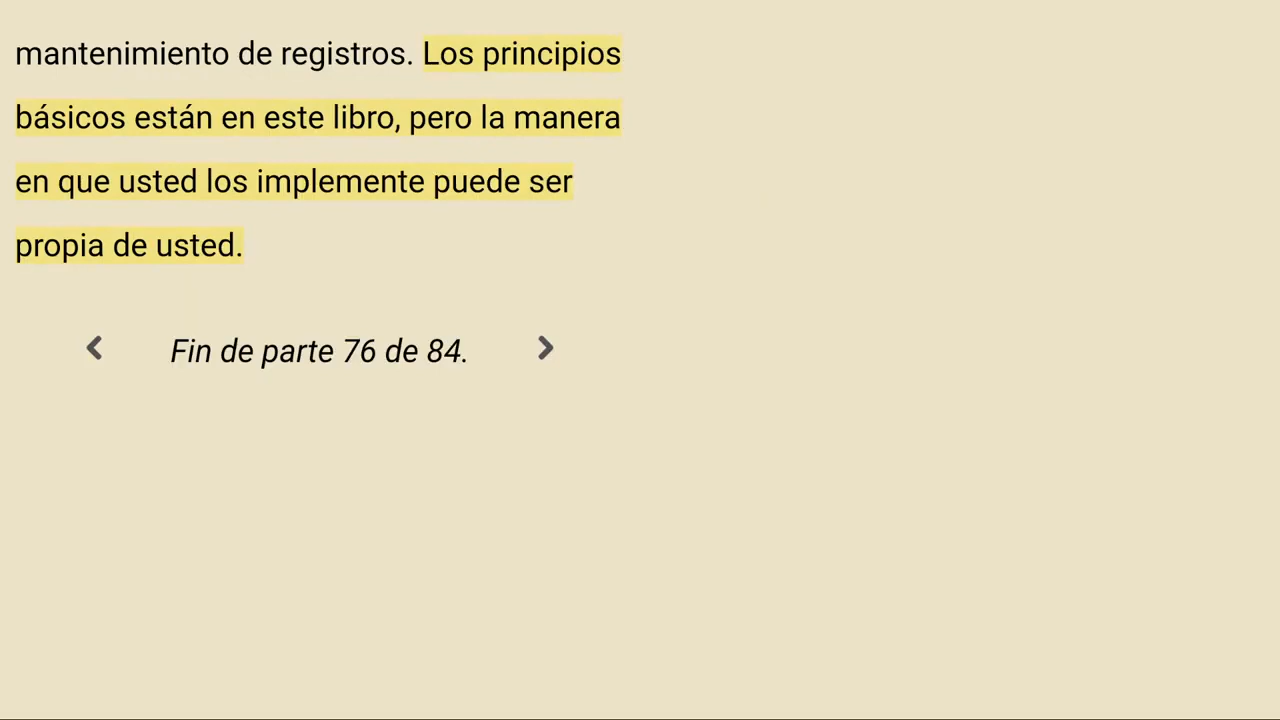 mantenimiento de registros. Los principios
básicos están en este libro, pero la manera
en que usted los implemente puede ser
propia de usted.
Fin de parte 76 de 84.